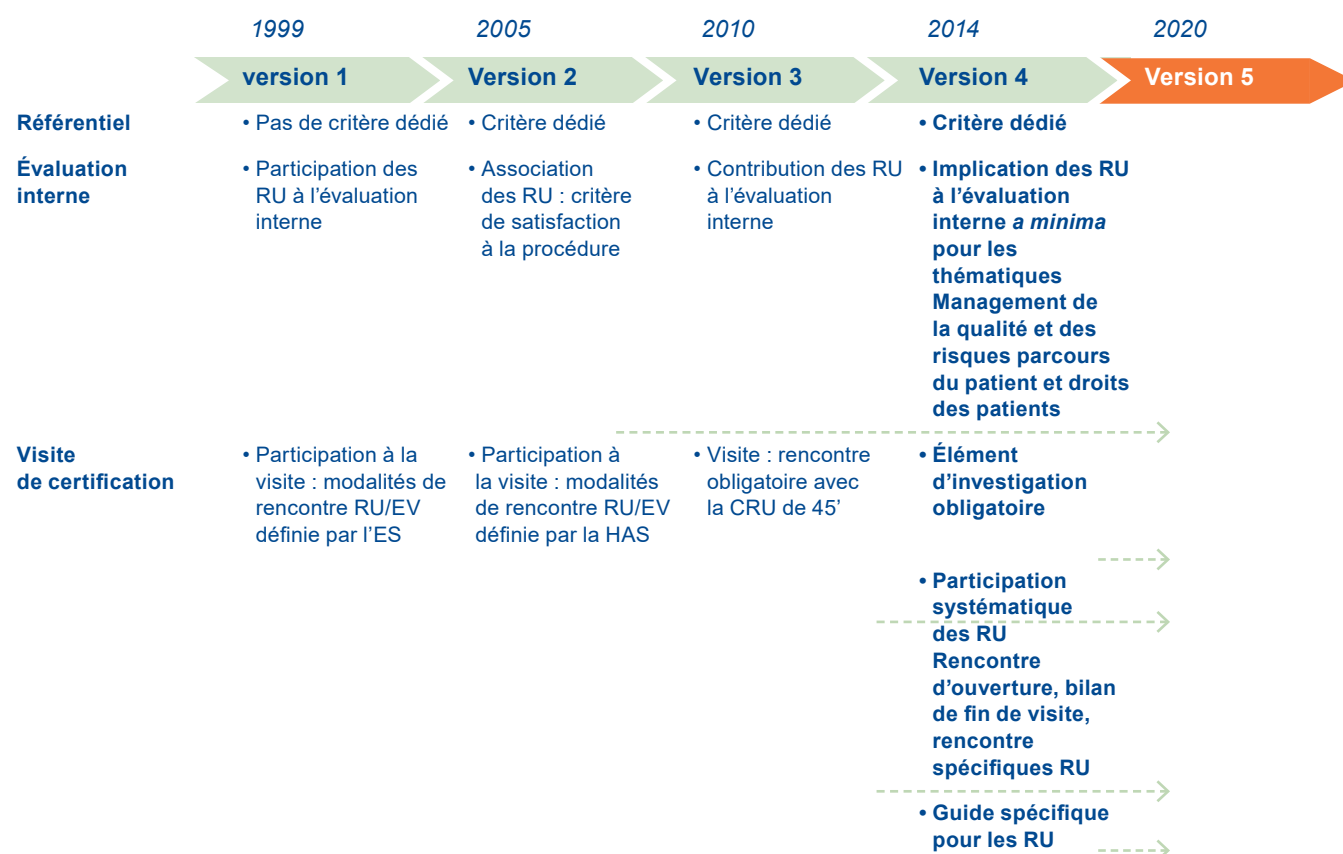 1999 2005 2010 2014 2020
version 1 Version 2 Version 3 Version 4 Version 5
Référentiel
• Pas de critère dédié
• Critère dédié
• Critère dédié
• Critère dédié
Évaluation
interne
• Participation des
RU à l’évaluation
interne
• Association
des RU : critère
de satisfaction
à la procédure
• Contribution des RU
à l’évaluation
interne
• Implication des RU
à l’évaluation
interne a minima
pour les
thématiques
Management de
la qualité et des
risques parcours
du patient et droits
des patients
Visite
de certification
• Participation à la
visite : modalités de
rencontre RU/EV
définie par l’ES
• Participation à
la visite : modalités
de rencontre RU/EV
définie par la HAS
• Visite : rencontre
obligatoire avec
la CRU de 45’
• Élément
d’investigation
obligatoire
• Participation
systématique
des RU
Rencontre
d’ouverture, bilan
de fin de visite,
rencontre
spécifiques RU
• Guide spécifique
pour les RU